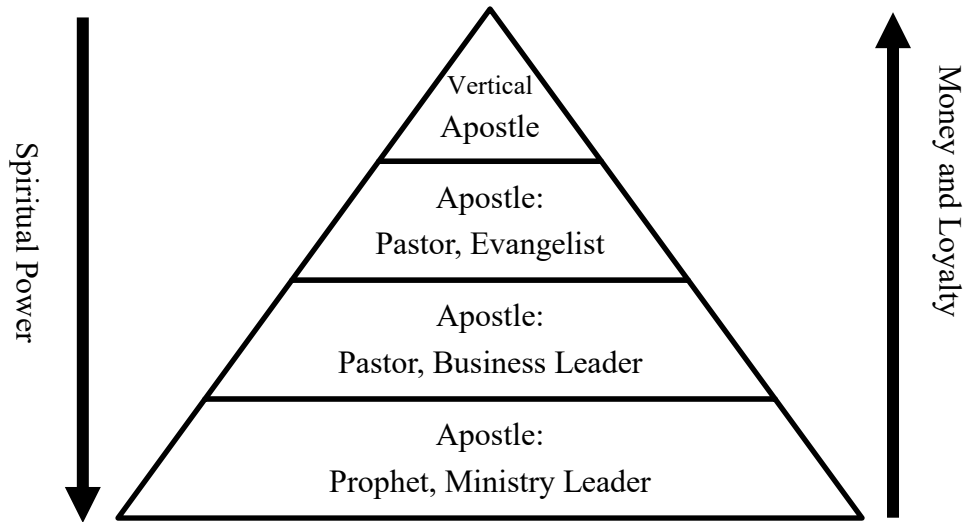 Vertical
Apostle
Apostle:
Pastor, Evangelist
Apostle:
Pastor, Business Leader
Apostle:
Prophet, Ministry Leader
Spiritual Power
Money and Loyalty